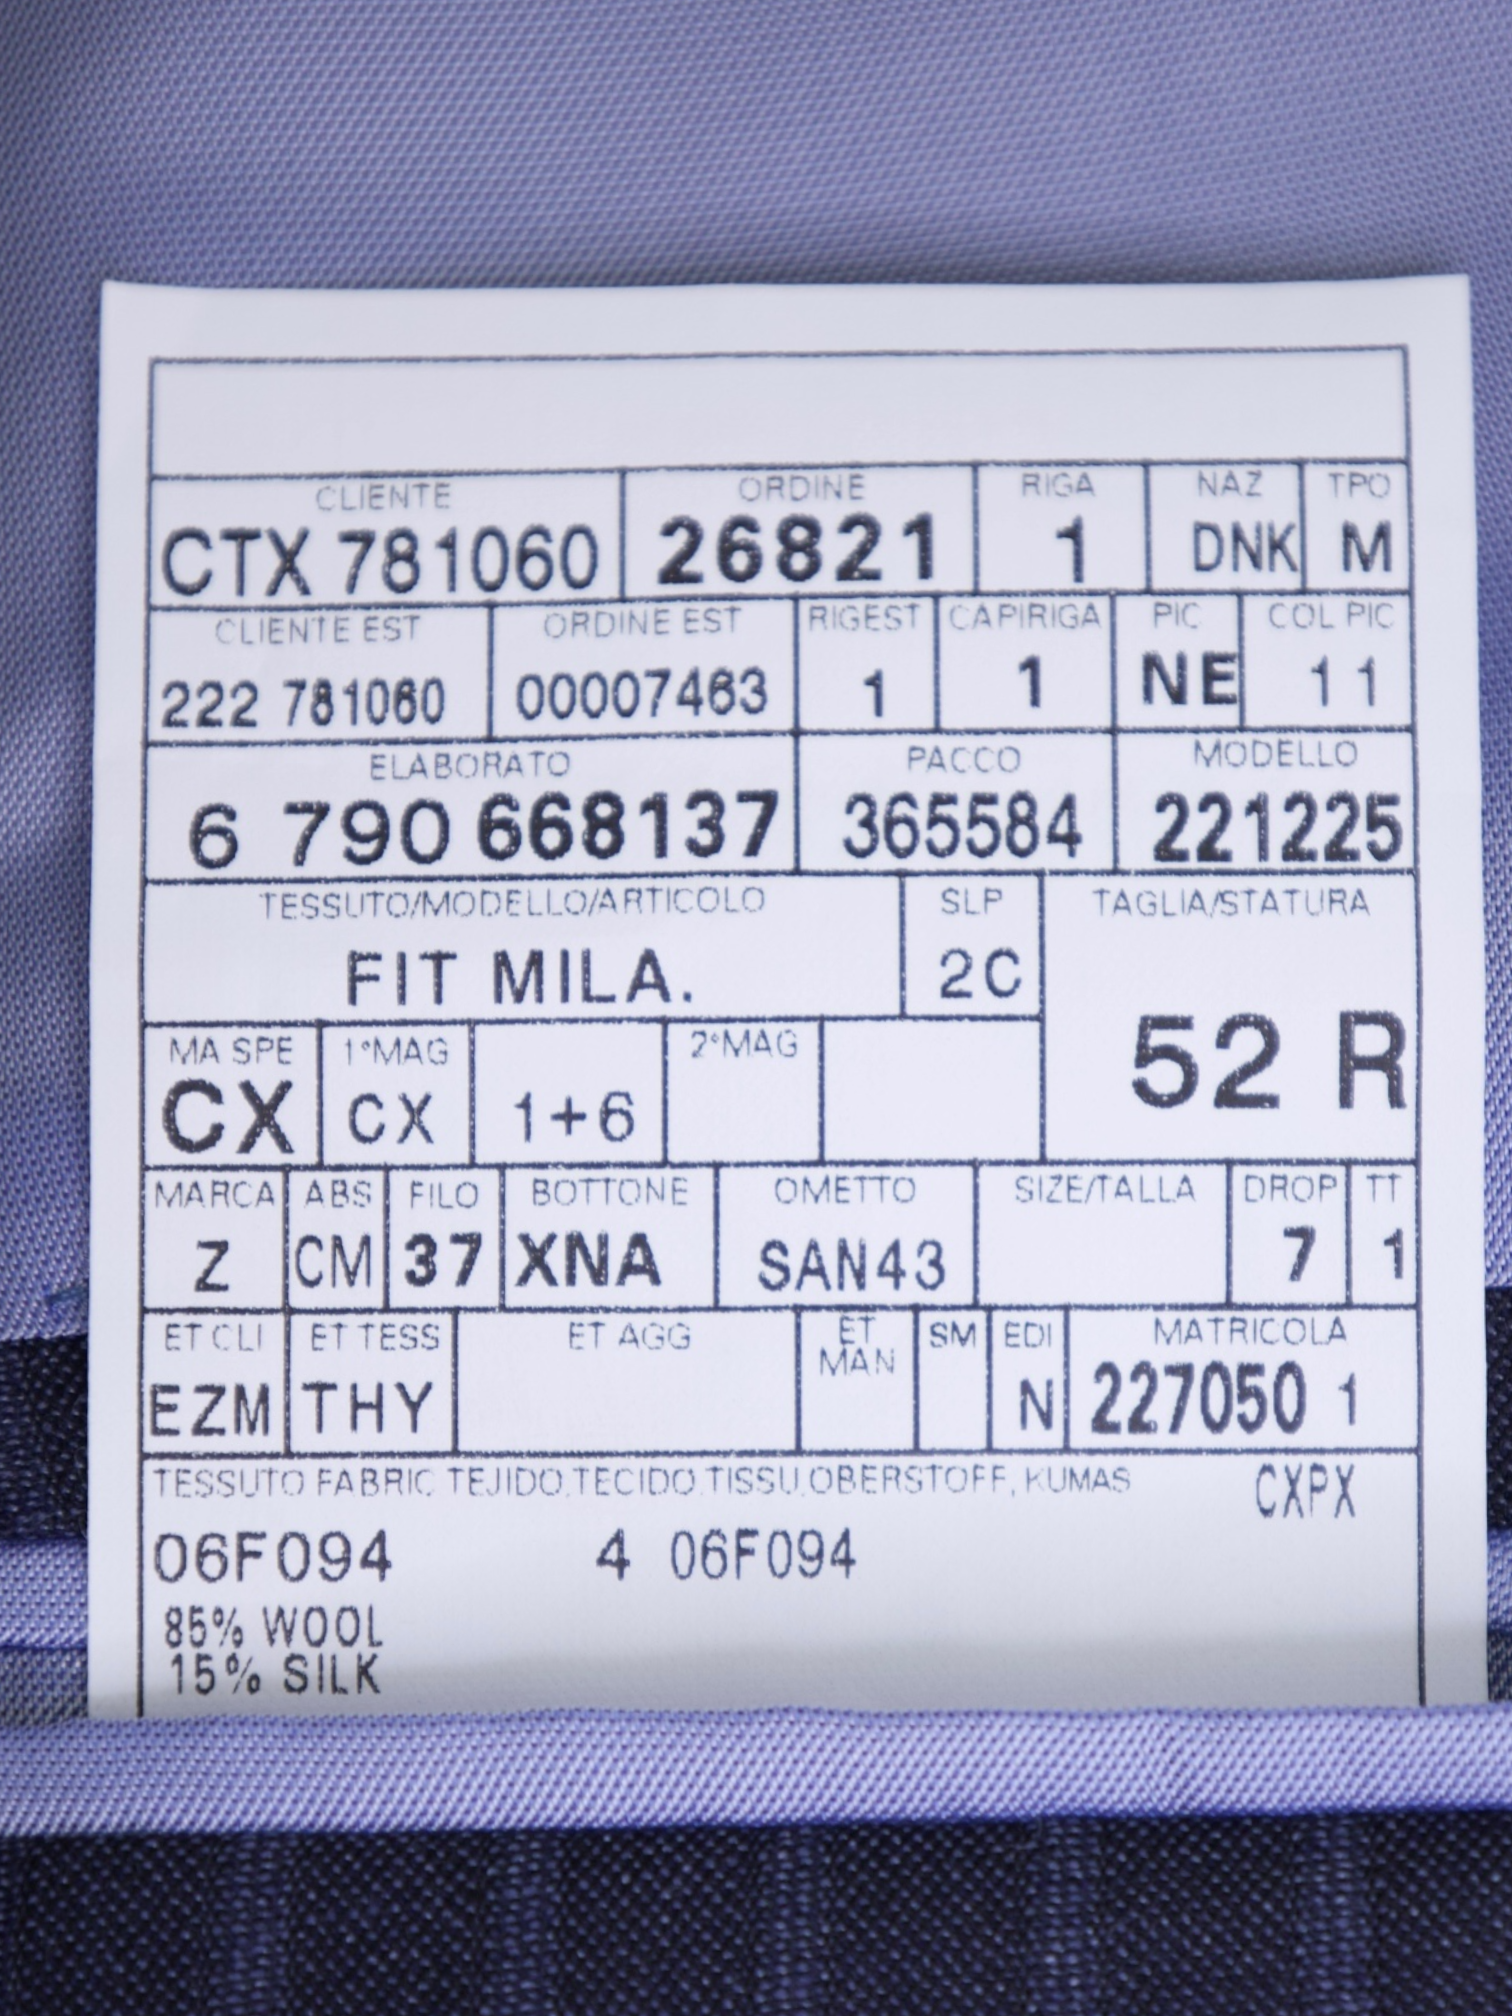 CLIENTE ORDINE RIGA NAZ TPO
CTX 781060 26821 1 DNK M
CLIENTE EST ORDINE EST RIGEST CAPIRIGA PIC COL PIC
222 781060 00007463 1 1 NE 11
ELABORATO PACCO MODELLO
6 790 668137 365584 221225
TESSUTO/MODELLO/ARTICOLO SLP TAGLIA/STATURA
FIT MILA. 2C 52 R
MA SPE 1°MAG 2°MAG
CX CX 1+6
MARCA ABS FILO BOTTONE OMETTO SIZE/TALLA DROP TT
Z CM 37 XNA SAN43 7 1
ET CLI ET TESS ET AGG ET MAN SM EDI MATRICOLA
EZM THY N 227050 1
TESSUTO FABRIC, TEJIDO, TECIDO, TISSU, OBERSTOFF, KUMAS CXPX
06F094 4 06F094
85% WOOL
15% SILK